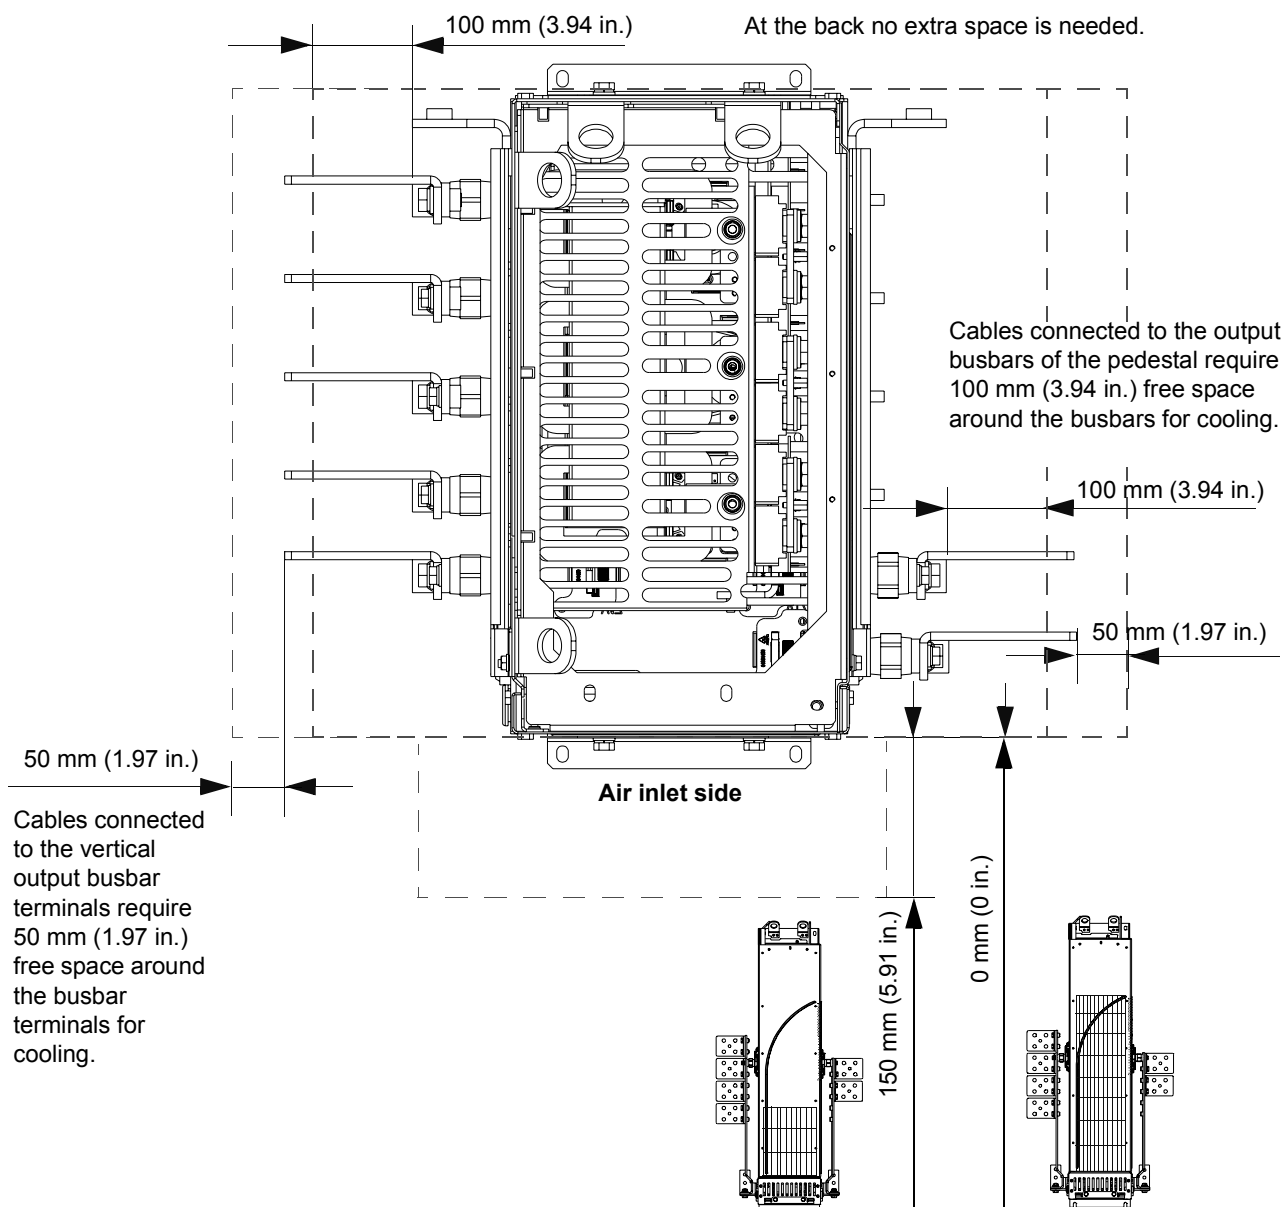 100 mm (3.94 in.)
At the back no extra space is needed.
Cables connected to the output
busbars of the pedestal require
100 mm (3.94 in.) free space
around the busbars for cooling.
100 mm (3.94 in.)
50 mm (1.97 in.)
50 mm (1.97 in.)
Air inlet side
Cables connected
to the vertical
output busbar
terminals require
50 mm (1.97 in.)
free space around
the busbar
terminals for
cooling.
150 mm (5.91 in.)
0 mm (0 in.)